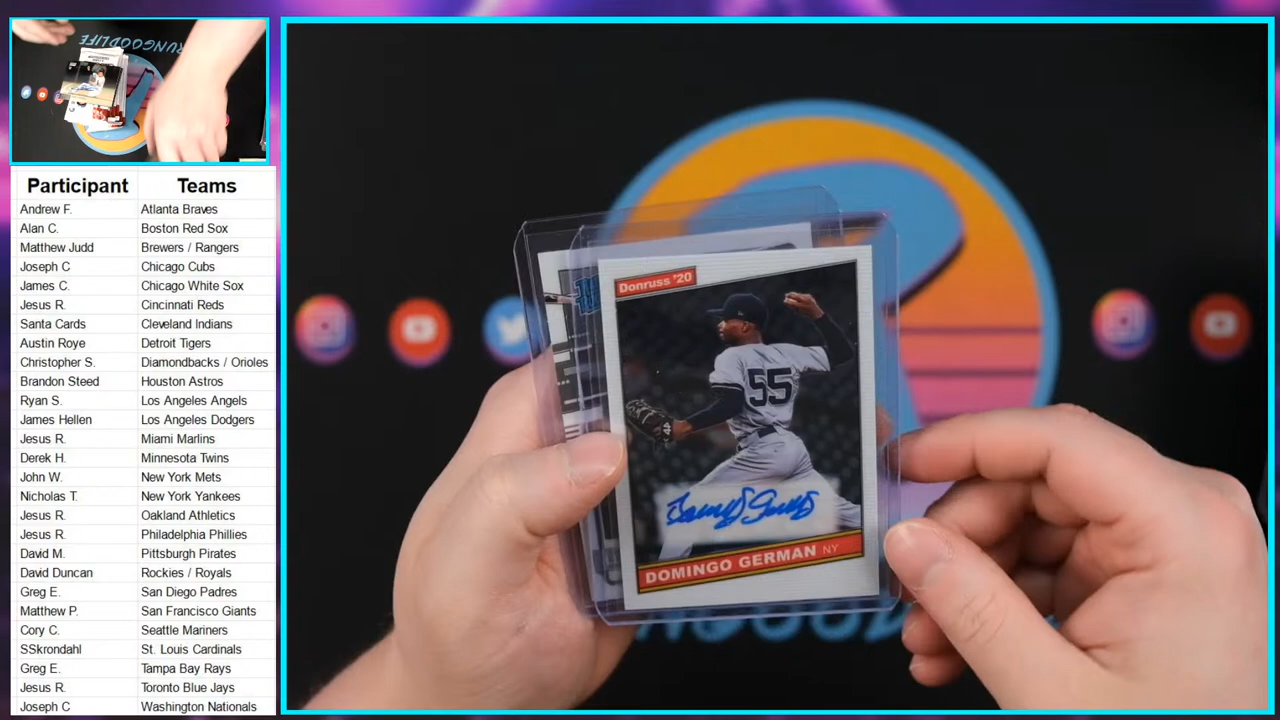 RUNGOODLIFE
Participant Teams
Andrew F. Atlanta Braves
Alan C. Boston Red Sox
Matthew Judd Brewers / Rangers
Joseph C Chicago Cubs
James C. Chicago White Sox
Jesus R. Cincinnati Reds
Santa Cards Cleveland Indians
Austin Roye Detroit Tigers
Christopher S. Diamondbacks / Orioles
Brandon Steed Houston Astros
Ryan S. Los Angeles Angels
James Hellen Los Angeles Dodgers
Jesus R. Miami Marlins
Derek H. Minnesota Twins
John W. New York Mets
Nicholas T. New York Yankees
Jesus R. Oakland Athletics
Jesus R. Philadelphia Phillies
David M. Pittsburgh Pirates
David Duncan Rockies / Royals
Greg E. San Diego Padres
Matthew P. San Francisco Giants
Cory C. Seattle Mariners
SSkrondahl St. Louis Cardinals
Greg E. Tampa Bay Rays
Jesus R. Toronto Blue Jays
Joseph C Washington Nationals
Donruss '20
55
DOMINGO GERMAN NY